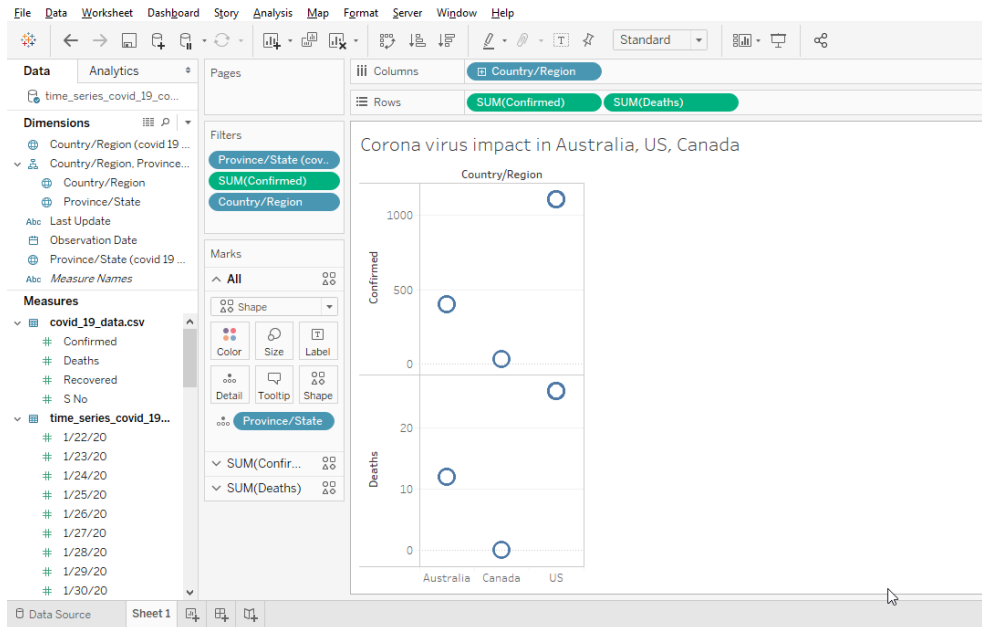 File Data Worksheet Dashboard Story Analysis Map Format Server Window Help
Standard
Data Analytics
time_series_covid_19_co...
Dimensions
Country/Region (covid 19 ...
Country/Region, Province...
Country/Region
Province/State
Abc Last Update
Observation Date
Province/State (covid 19 ...
Abc Measure Names
Measures
covid_19_data.csv
# Confirmed
# Deaths
# Recovered
# S No
time_series_covid_19...
# 1/22/20
# 1/23/20
# 1/24/20
# 1/25/20
# 1/26/20
# 1/27/20
# 1/28/20
# 1/29/20
# 1/30/20
Pages
Filters
Province/State (cov..
SUM(Confirmed)
Country/Region
Marks
All
Shape
Color Size Label
Detail Tooltip Shape
Province/State
SUM(Confir...
SUM(Deaths)
Columns Country/Region
Rows SUM(Confirmed) SUM(Deaths)
Corona virus impact in Australia, US, Canada
Country/Region
Confirmed
1000
500
0
Deaths
20
10
0
Australia Canada US
Data Source Sheet 1